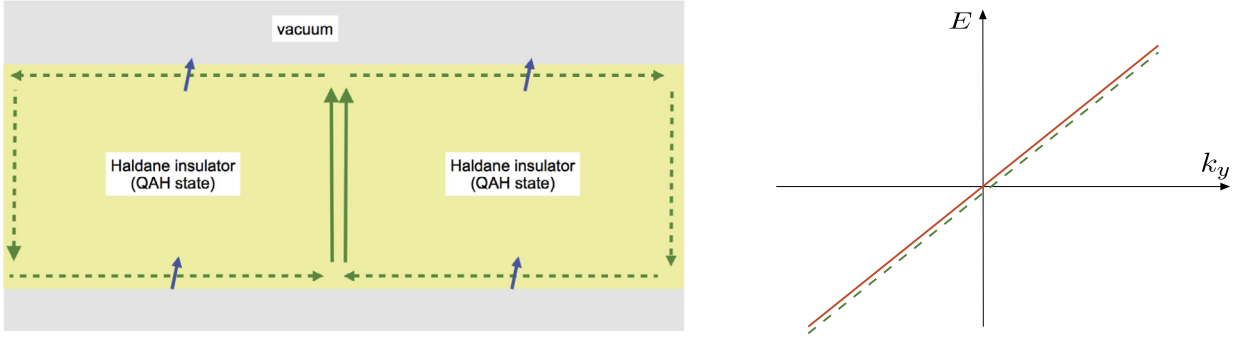 vacuum
Haldane insulator
(QAH state)
Haldane insulator
(QAH state)
E
k_y